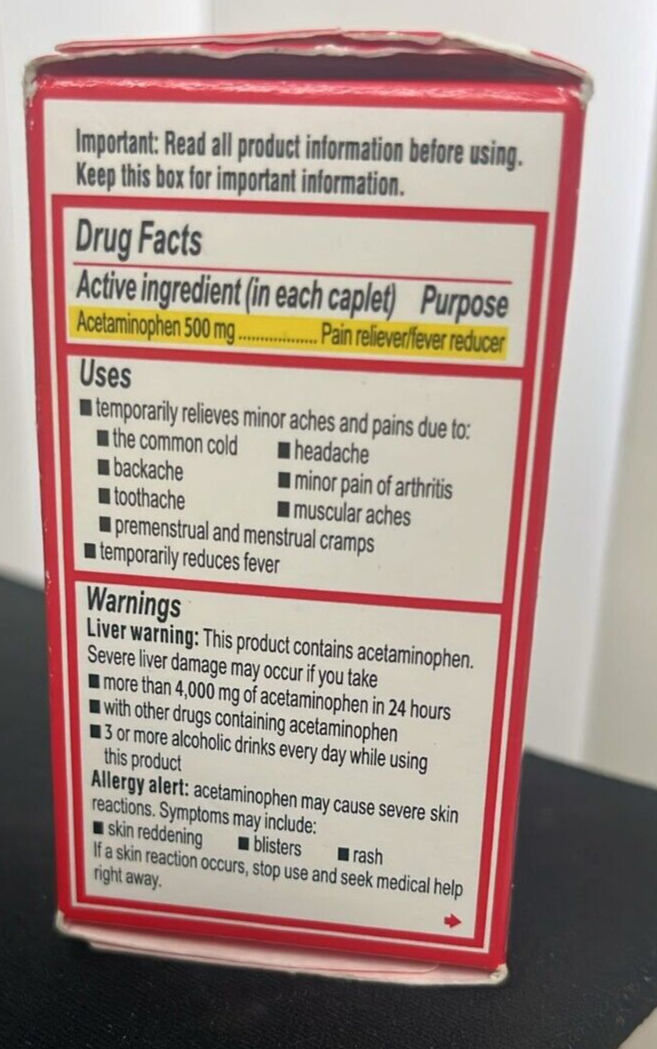 Important: Read all product information before using.
Keep this box for important information.
Drug Facts
Active ingredient (in each caplet) Purpose
Acetaminophen 500 mg .................. Pain reliever/fever reducer
Uses
■ temporarily relieves minor aches and pains due to:
■ the common cold ■ headache
■ backache ■ minor pain of arthritis
■ toothache ■ muscular aches
■ premenstrual and menstrual cramps
■ temporarily reduces fever
Warnings
Liver warning: This product contains acetaminophen.
Severe liver damage may occur if you take
■ more than 4,000 mg of acetaminophen in 24 hours
■ with other drugs containing acetaminophen
■ 3 or more alcoholic drinks every day while using
this product
Allergy alert: acetaminophen may cause severe skin
reactions. Symptoms may include:
■ skin reddening ■ blisters ■ rash
If a skin reaction occurs, stop use and seek medical help
right away.